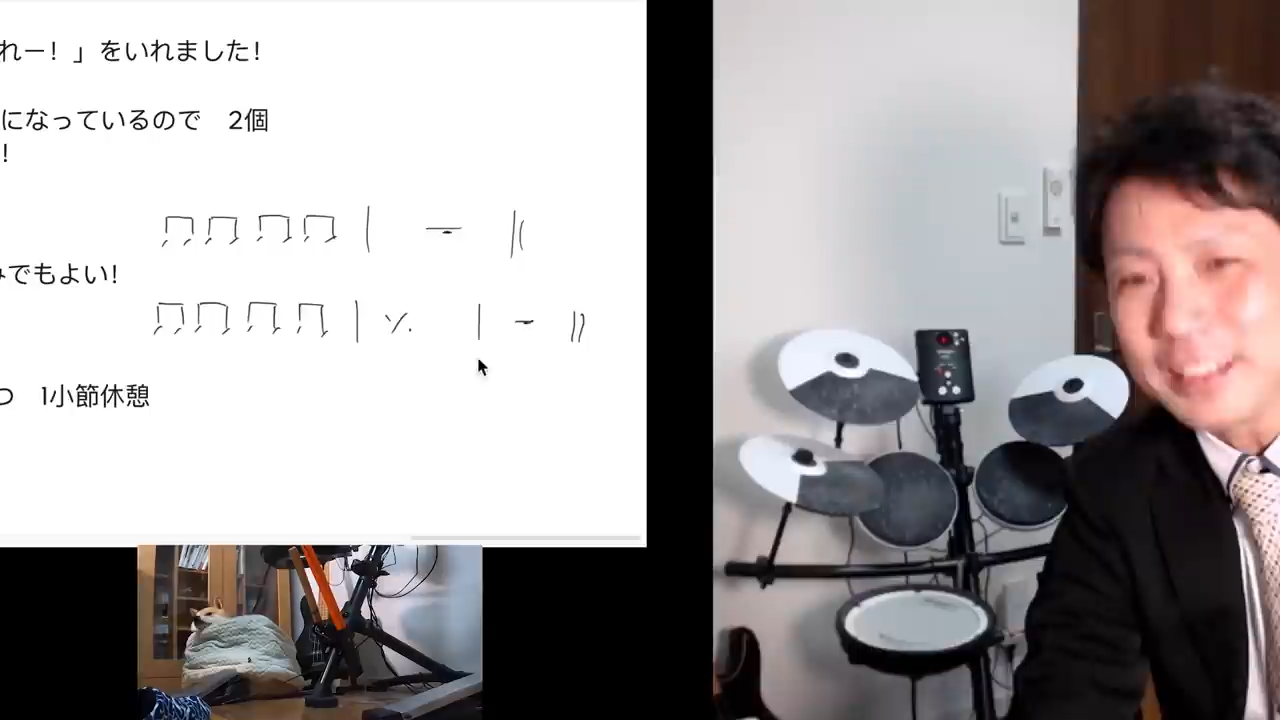 れー！」をいれました！
になっているので　2個
！
でもよい！
1小節休憩